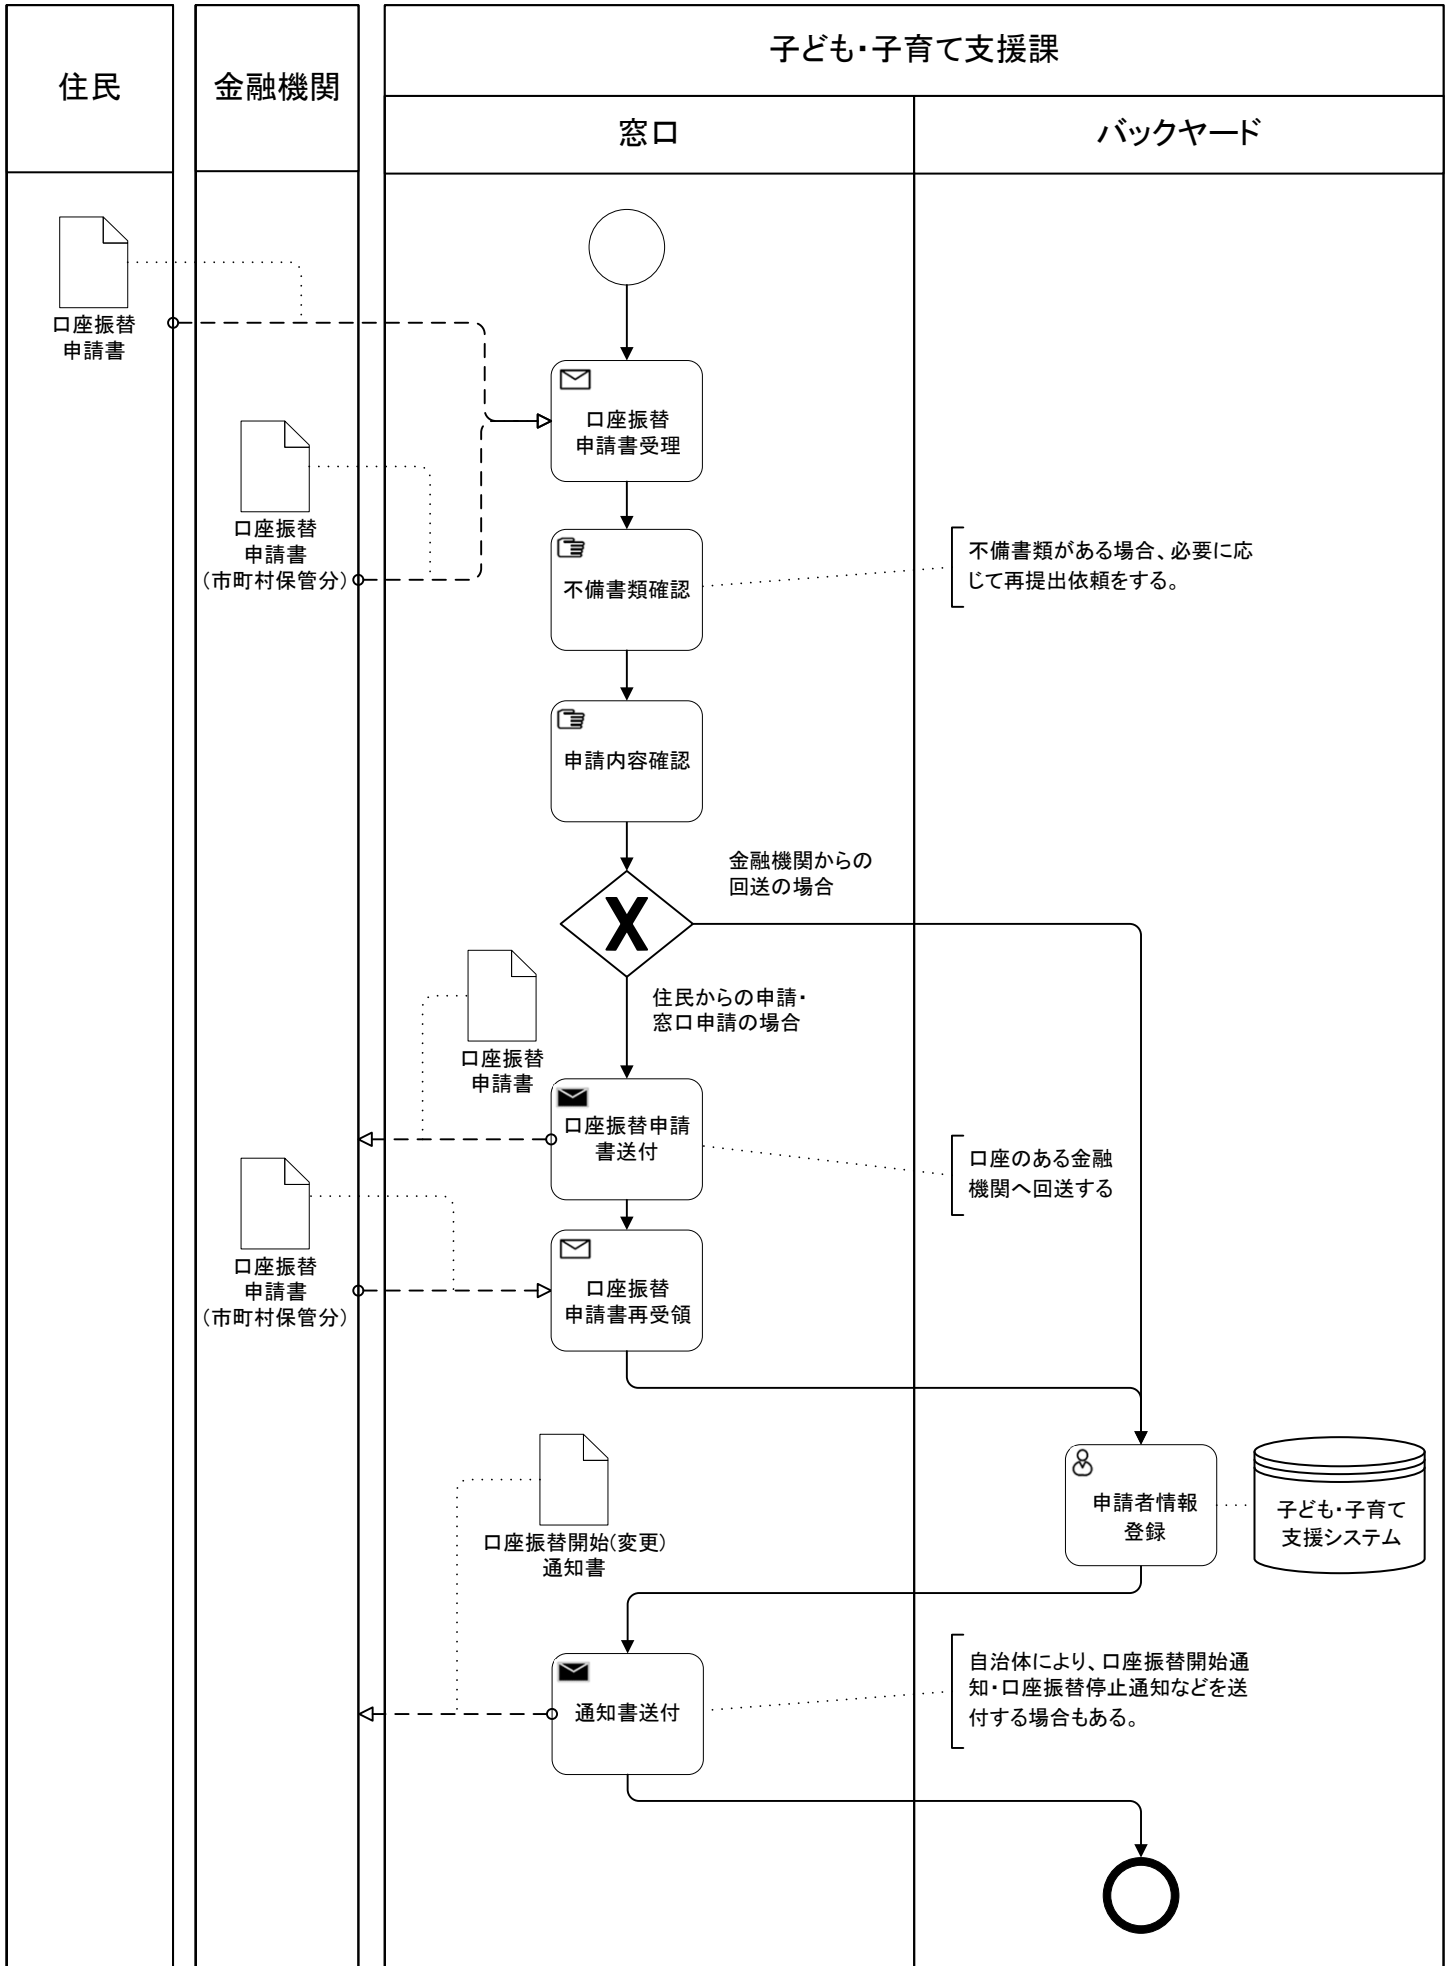 子ども・子育て支援課
住民
金融機関
窓口
バックヤード
口座振替
申請書
口座振替
申請書受理
口座振替
申請書
(市町村保管分)
不備書類確認
不備書類がある場合、必要に応
じて再提出依頼をする。
申請内容確認
金融機関からの
回送の場合
X
住民からの申請・
窓口申請の場合
口座振替
申請書
口座振替申請
書送付
口座のある金融
機関へ回送する
口座振替
申請書
(市町村保管分)
口座振替
申請書再受領
申請者情報
登録
子ども・子育て
支援システム
口座振替開始(変更)
通知書
通知書送付
自治体により、口座振替開始通
知・口座振替停止通知などを送
付する場合もある。